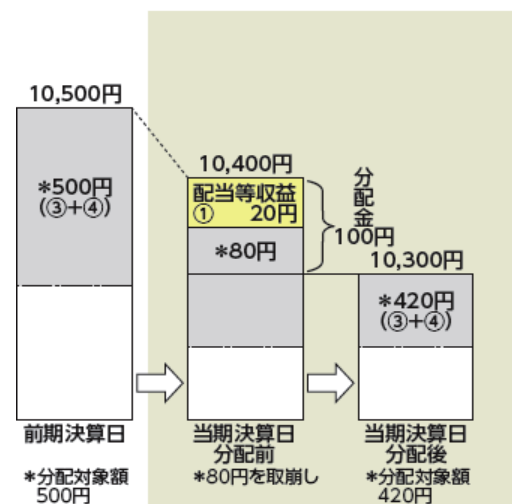 10,500円
*500円
(③+④)
10,400円
配当等収益
① 20円
*80円
分配金
100円
10,300円
*420円
(③+④)
前期決算日
*分配対象額
500円
当期決算日
分配前
*80円を取崩し
当期決算日
分配後
*分配対象額
420円